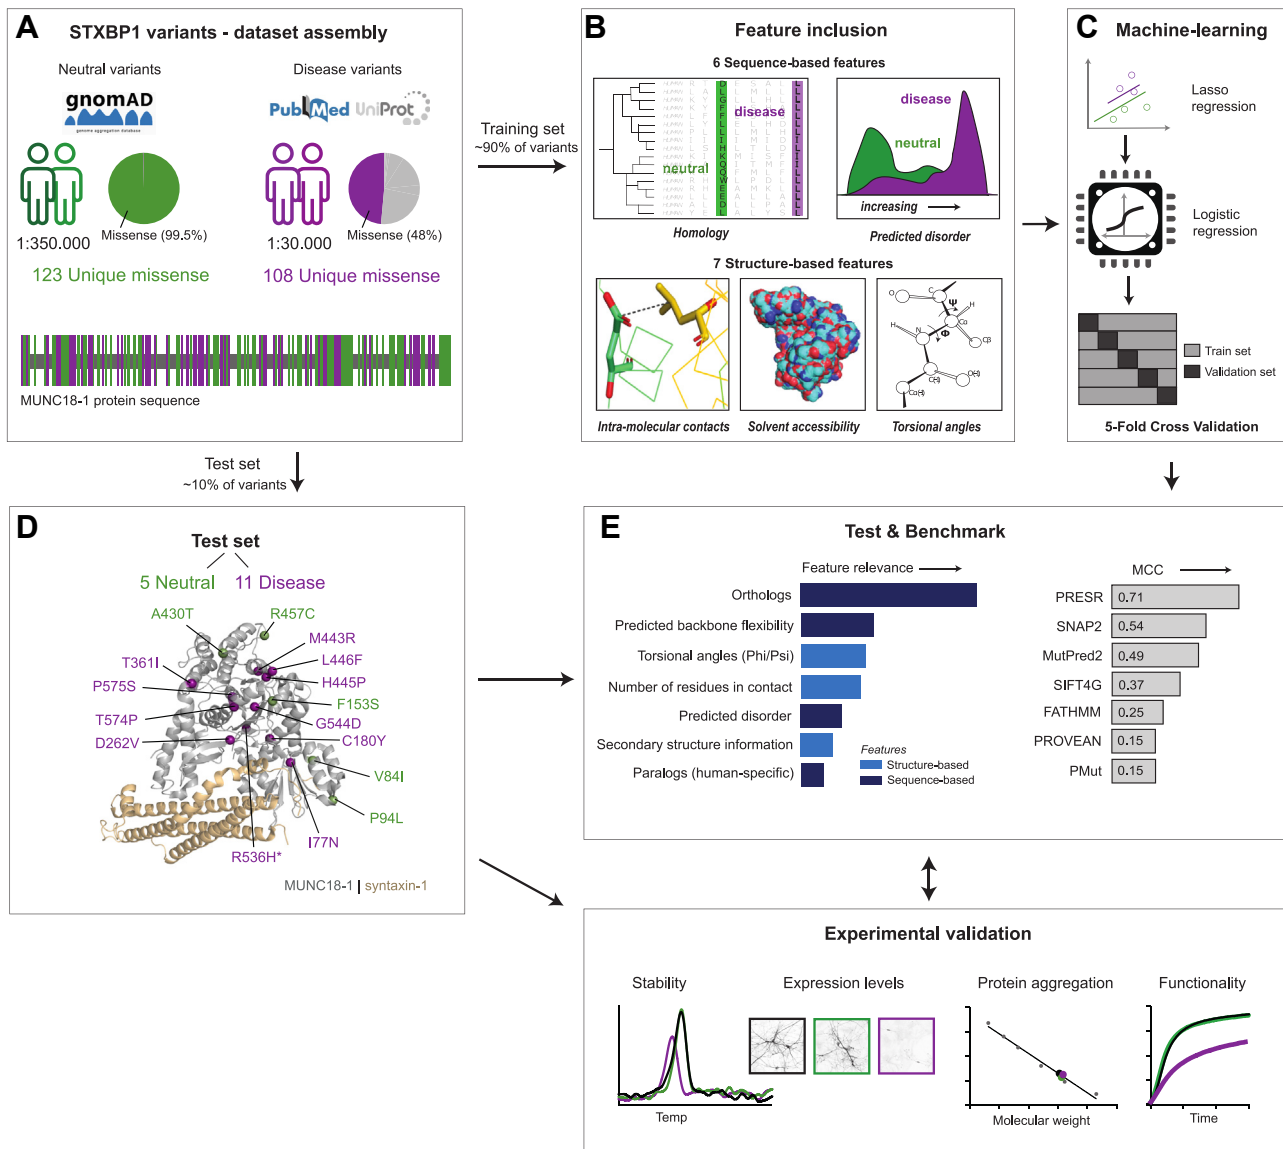 A
STXBP1 variants - dataset assembly
Neutral variants
Disease variants
gnomAD
genome aggregation database
PubMed
UniProt
Missense (99.5%)
Missense (48%)
1:350.000
1:30.000
123 Unique missense
108 Unique missense
MUNC18-1 protein sequence
Training set
~90% of variants
Test set
~10% of variants
B
Feature inclusion
6 Sequence-based features
disease
neutral
disease
neutral
increasing
Homology
Predicted disorder
7 Structure-based features
O
C
Ψ
H
Cα
N
H
Φ
Cβ
Intra-molecular contacts
Solvent accessibility
Torsional angles
C
Machine-learning
Lasso
regression
Logistic
regression
Train set
Validation set
5-Fold Cross Validation
D
Test set
5 Neutral
11 Disease
A430T
R457C
M443R
T361I
L446F
P575S
H445P
F153S
T574P
G544D
D262V
C180Y
V84I
P94L
I77N
R536H*
MUNC18-1 | syntaxin-1
E
Test & Benchmark
Feature relevance
Orthologs
Predicted backbone flexibility
Torsional angles (Phi/Psi)
Number of residues in contact
Predicted disorder
Secondary structure information
Paralogs (human-specific)
Features
Structure-based
Sequence-based
MCC
PRESR 0.71
SNAP2 0.54
MutPred2 0.49
SIFT4G 0.37
FATHMM 0.25
PROVEAN 0.15
PMut 0.15
Experimental validation
Stability
Expression levels
Protein aggregation
Functionality
Temp
Molecular weight
Time